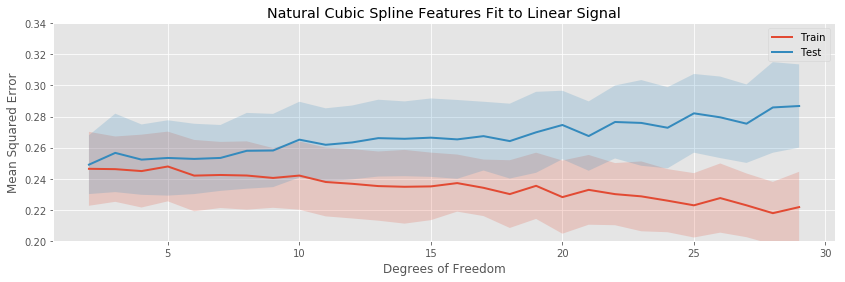 Natural Cubic Spline Features Fit to Linear Signal
Mean Squared Error
0.34
0.32
0.30
0.28
0.26
0.24
0.22
0.20
Train
Test
5
10
15
20
25
30
Degrees of Freedom